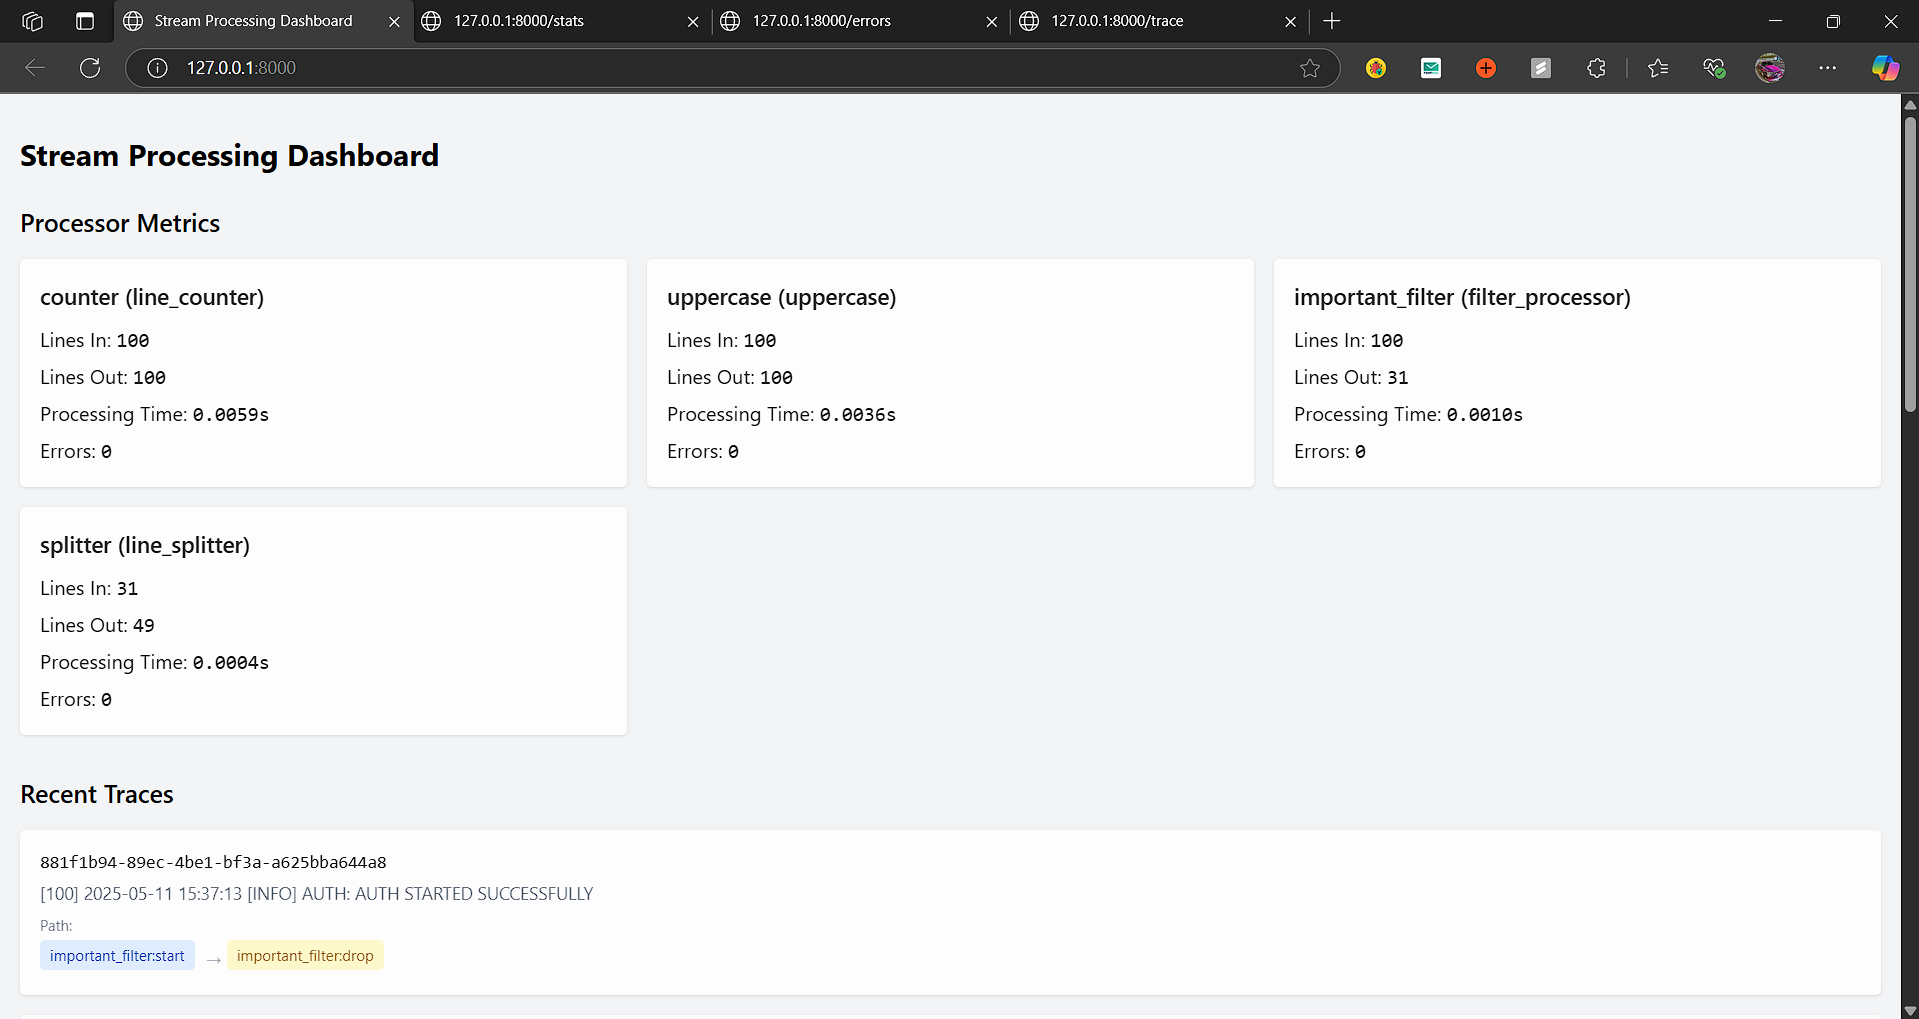 Stream Processing Dashboard
127.0.0.1:8000/stats
127.0.0.1:8000/errors
127.0.0.1:8000/trace
127.0.0.1:8000
Stream Processing Dashboard
Processor Metrics
counter (line_counter)
Lines In: 100
Lines Out: 100
Processing Time: 0.0059s
Errors: 0
uppercase (uppercase)
Lines In: 100
Lines Out: 100
Processing Time: 0.0036s
Errors: 0
important_filter (filter_processor)
Lines In: 100
Lines Out: 31
Processing Time: 0.0010s
Errors: 0
splitter (line_splitter)
Lines In: 31
Lines Out: 49
Processing Time: 0.0004s
Errors: 0
Recent Traces
881f1b94-89ec-4be1-bf3a-a625bba644a8
[100] 2025-05-11 15:37:13 [INFO] AUTH: AUTH STARTED SUCCESSFULLY
Path:
important_filter:start → important_filter:drop